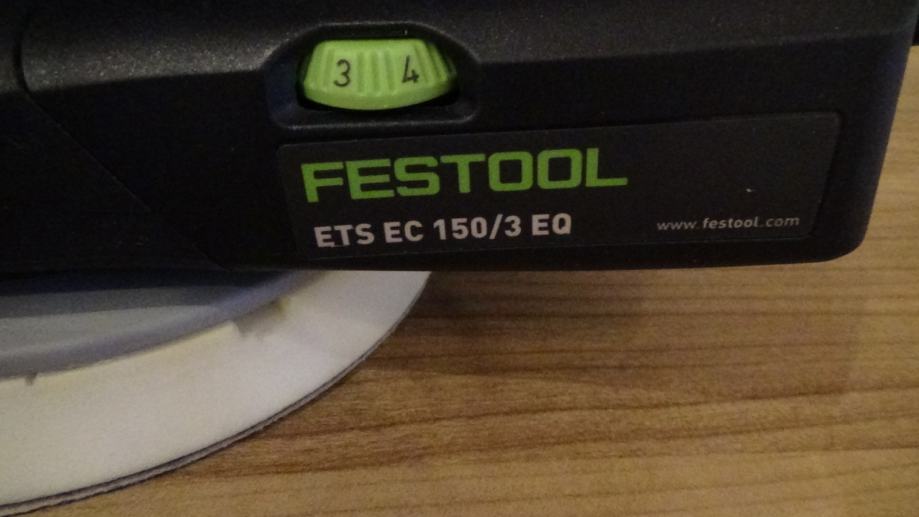 3 4
FESTOOL
ETS EC 150/3 EQ
www.festool.com